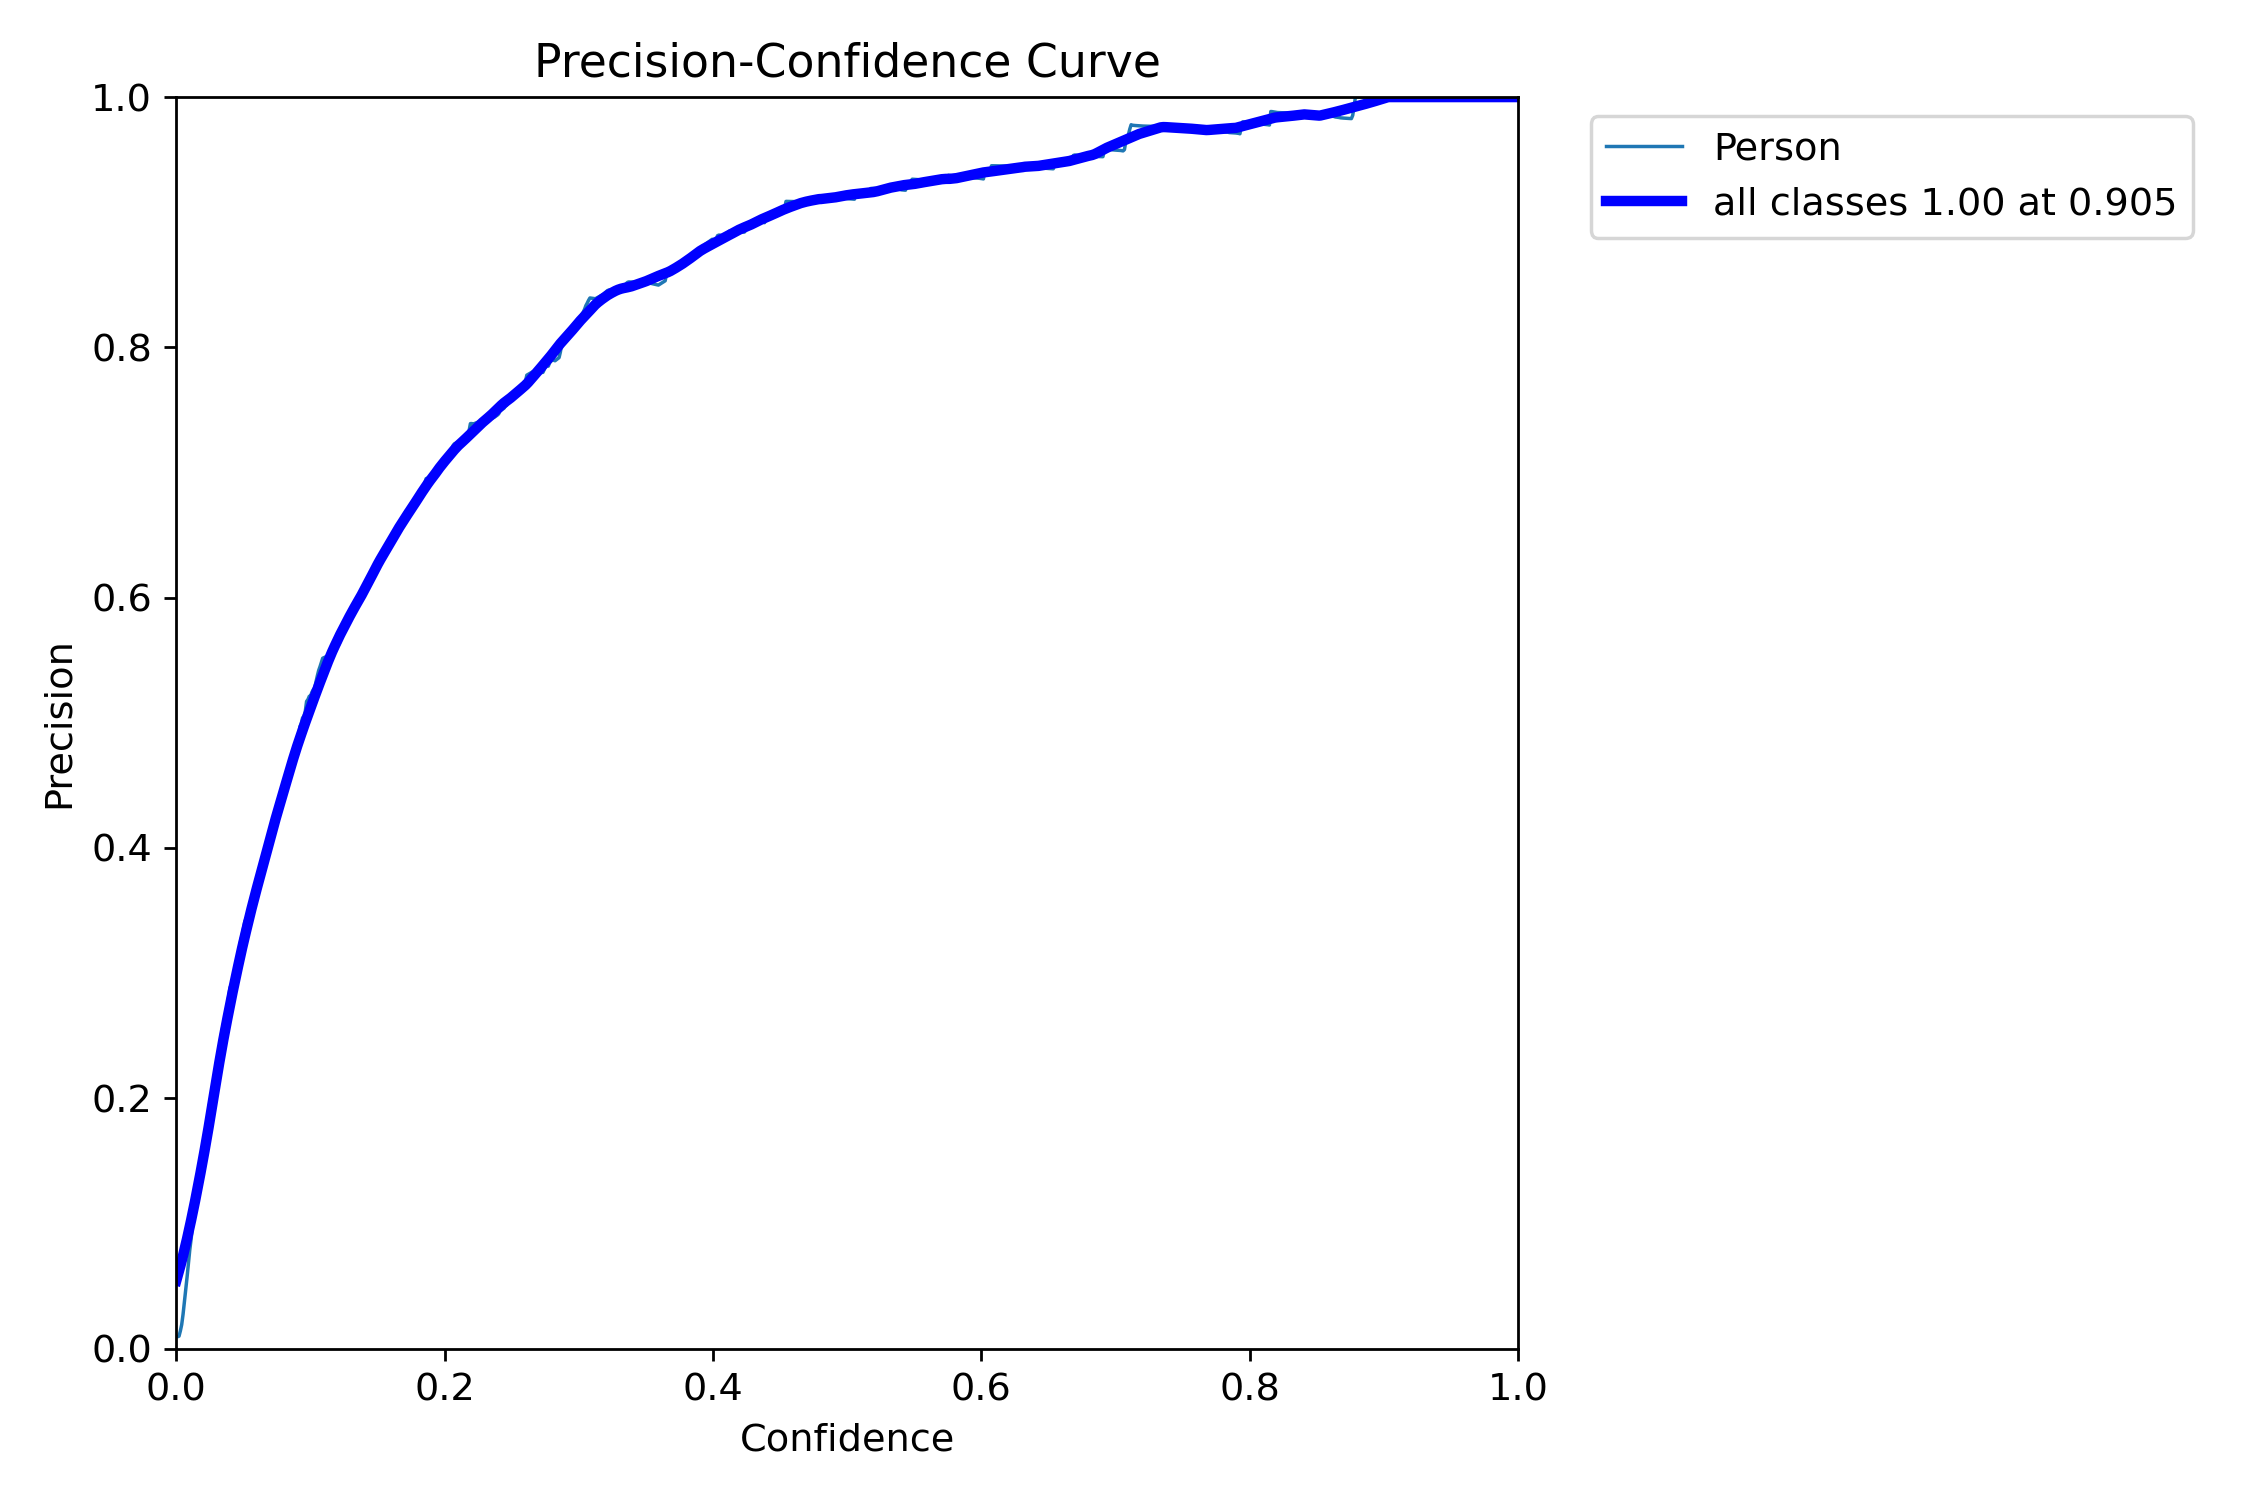 Precision-Confidence Curve
1.0
0.8
0.6
0.4
0.2
0.0
Precision
0.0 0.2 0.4 0.6 0.8 1.0
Confidence
Person
all classes 1.00 at 0.905